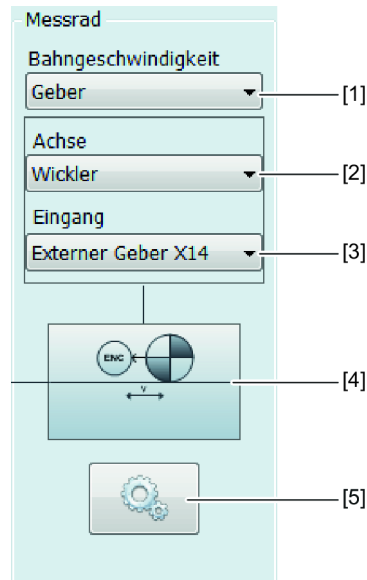 Messrad
Bahngeschwindigkeit
Geber
[1]
Achse
Wickler
[2]
Eingang
Externer Geber X14
[3]
ENC
v
[4]
[5]